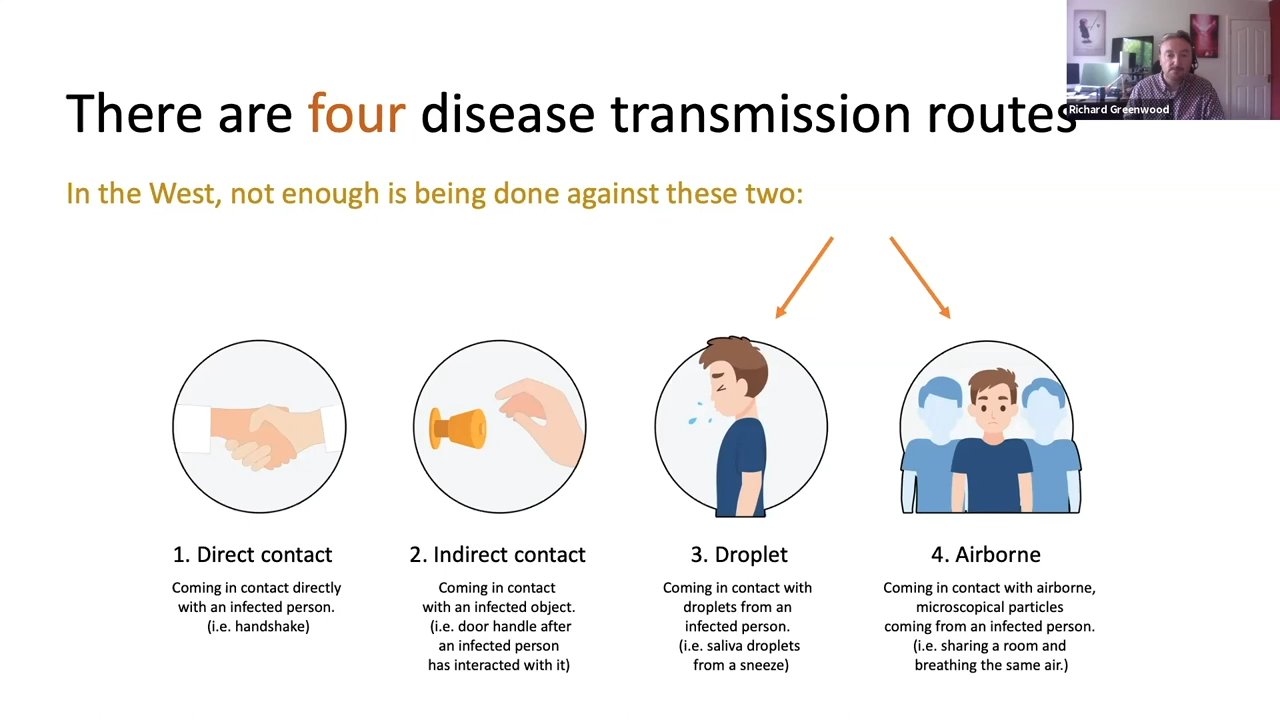 There are four disease transmission routes
Richard Greenwood
In the West, not enough is being done against these two:
1. Direct contact
Coming in contact directly
with an infected person.
(i.e. handshake)
2. Indirect contact
Coming in contact
with an infected object.
(i.e. door handle after
an infected person
has interacted with it)
3. Droplet
Coming in contact with
droplets from an
infected person.
(i.e. saliva droplets
from a sneeze)
4. Airborne
Coming in contact with airborne,
microscopical particles
coming from an infected person.
(i.e. sharing a room and
breathing the same air.)